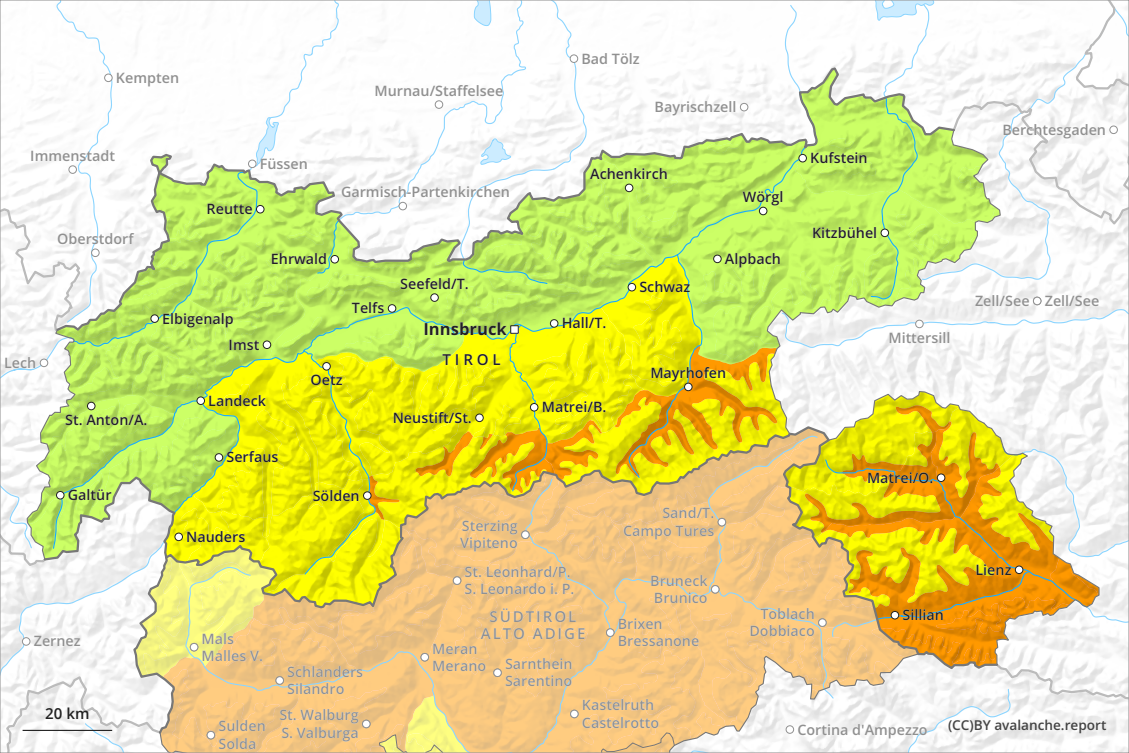 Bad Tölz
Kempten
Murnau/Staffelsee
Bayrischzell
Berchtesgaden
Immenstadt
Füssen
Kufstein
Achenkirch
Garmisch-Partenkirchen
Wörgl
Reutte
Kitzbühel
Oberstdorf
Ehrwald
Alpbach
Seefeld/T.
Schwaz
Zell/See
Zell/See
Telfs
Elbigenalp
Innsbruck
Hall/T.
Mittersill
Imst
Lech
TIROL
Mayrhofen
Oetz
Landeck
Matrei/B.
St. Anton/A.
Neustift/St.
Serfaus
Matrei/O.
Galtür
Sölden
Sand/T.
Campo Tures
Sterzing
Vipiteno
Nauders
Lienz
St. Leonhard/P.
S. Leonardo i. P.
Bruneck
Brunico
Sillian
SÜDTIROL
ALTO ADIGE
Toblach
Dobbiaco
Brixen
Bressanone
Zernez
Mals
Malles V.
Meran
Merano
Sarnthein
Sarentino
Schlanders
Silandro
Kastelruth
Castelrotto
20 km
St. Walburg
S. Valburga
Sulden
Solda
Cortina d'Ampezzo
(CC)BY avalanche.report